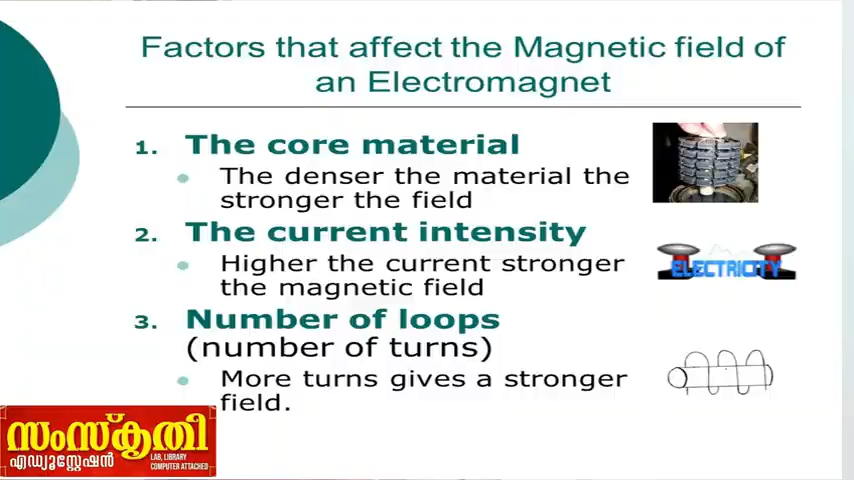 Factors that affect the Magnetic field of
an Electromagnet
1. The core material
The denser the material the
stronger the field
2. The current intensity
Higher the current stronger
the magnetic field
ELECTRICITY
3. Number of loops
(number of turns)
More turns gives a stronger
field.
സംസ്കൃതി
എഡ്യൂസ്റ്റേഷൻ
LAB, LIBRARY
COMPUTER ATTACHED